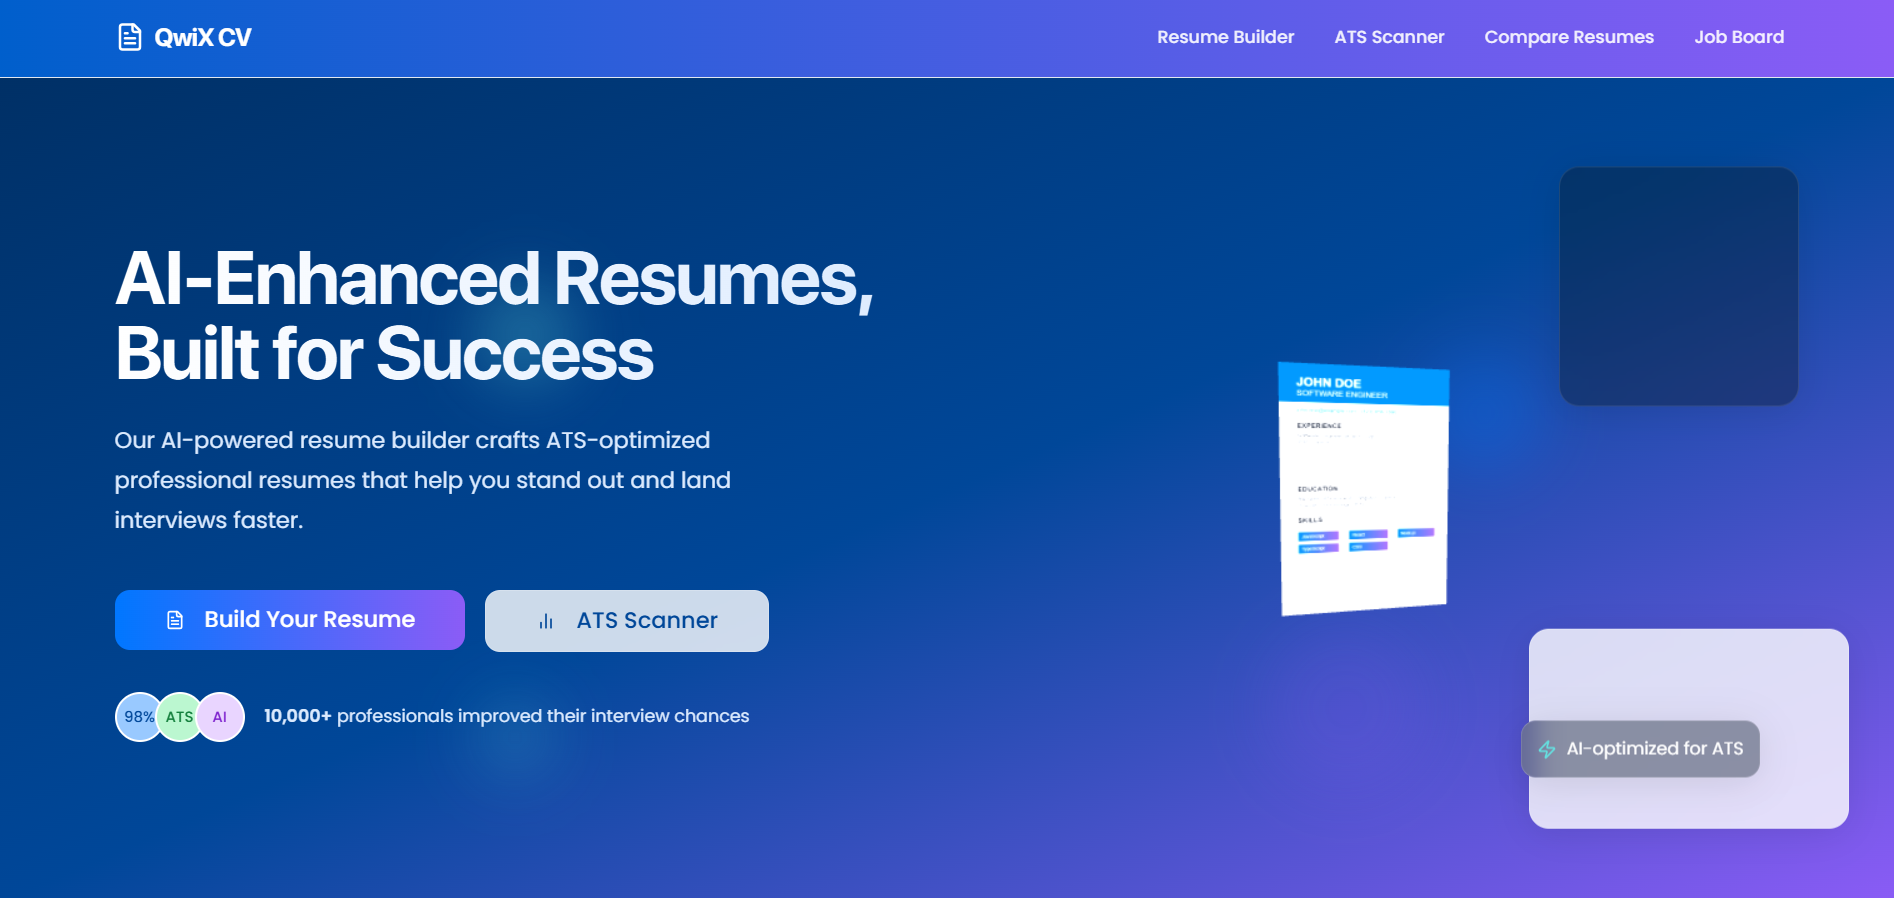 QwiX CV
Resume Builder
ATS Scanner
Compare Resumes
Job Board
AI-Enhanced Resumes,
Built for Success
Our AI-powered resume builder crafts ATS-optimized
professional resumes that help you stand out and land
interviews faster.
Build Your Resume
ATS Scanner
98%
ATS
AI
10,000+ professionals improved their interview chances
JOHN DOE
SOFTWARE ENGINEER
EXPERIENCE
EDUCATION
SKILLS
AI-optimized for ATS